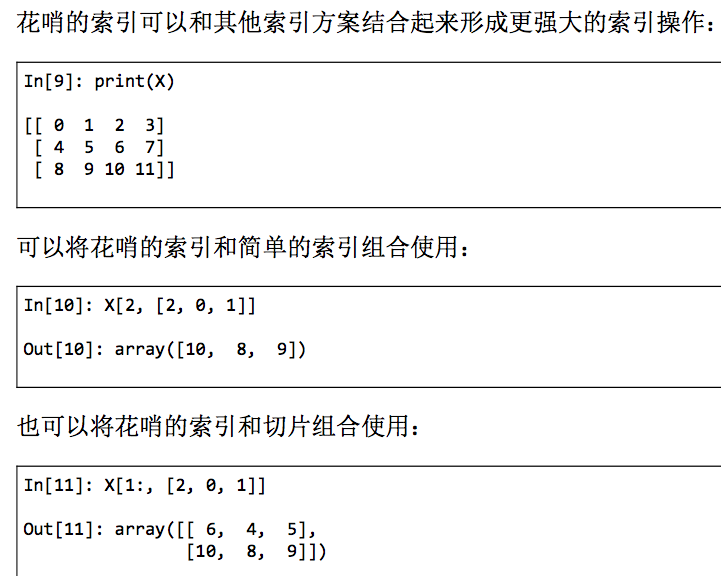 花哨的索引可以和其他索引方案结合起来形成更强大的索引操作：
In[9]: print(X)
[[ 0  1  2  3]
 [ 4  5  6  7]
 [ 8  9 10 11]]
可以将花哨的索引和简单的索引组合使用：
In[10]: X[2, [2, 0, 1]]
Out[10]: array([10,  8,  9])
也可以将花哨的索引和切片组合使用：
In[11]: X[1:, [2, 0, 1]]
Out[11]: array([[ 6,  4,  5],
               [10,  8,  9]])